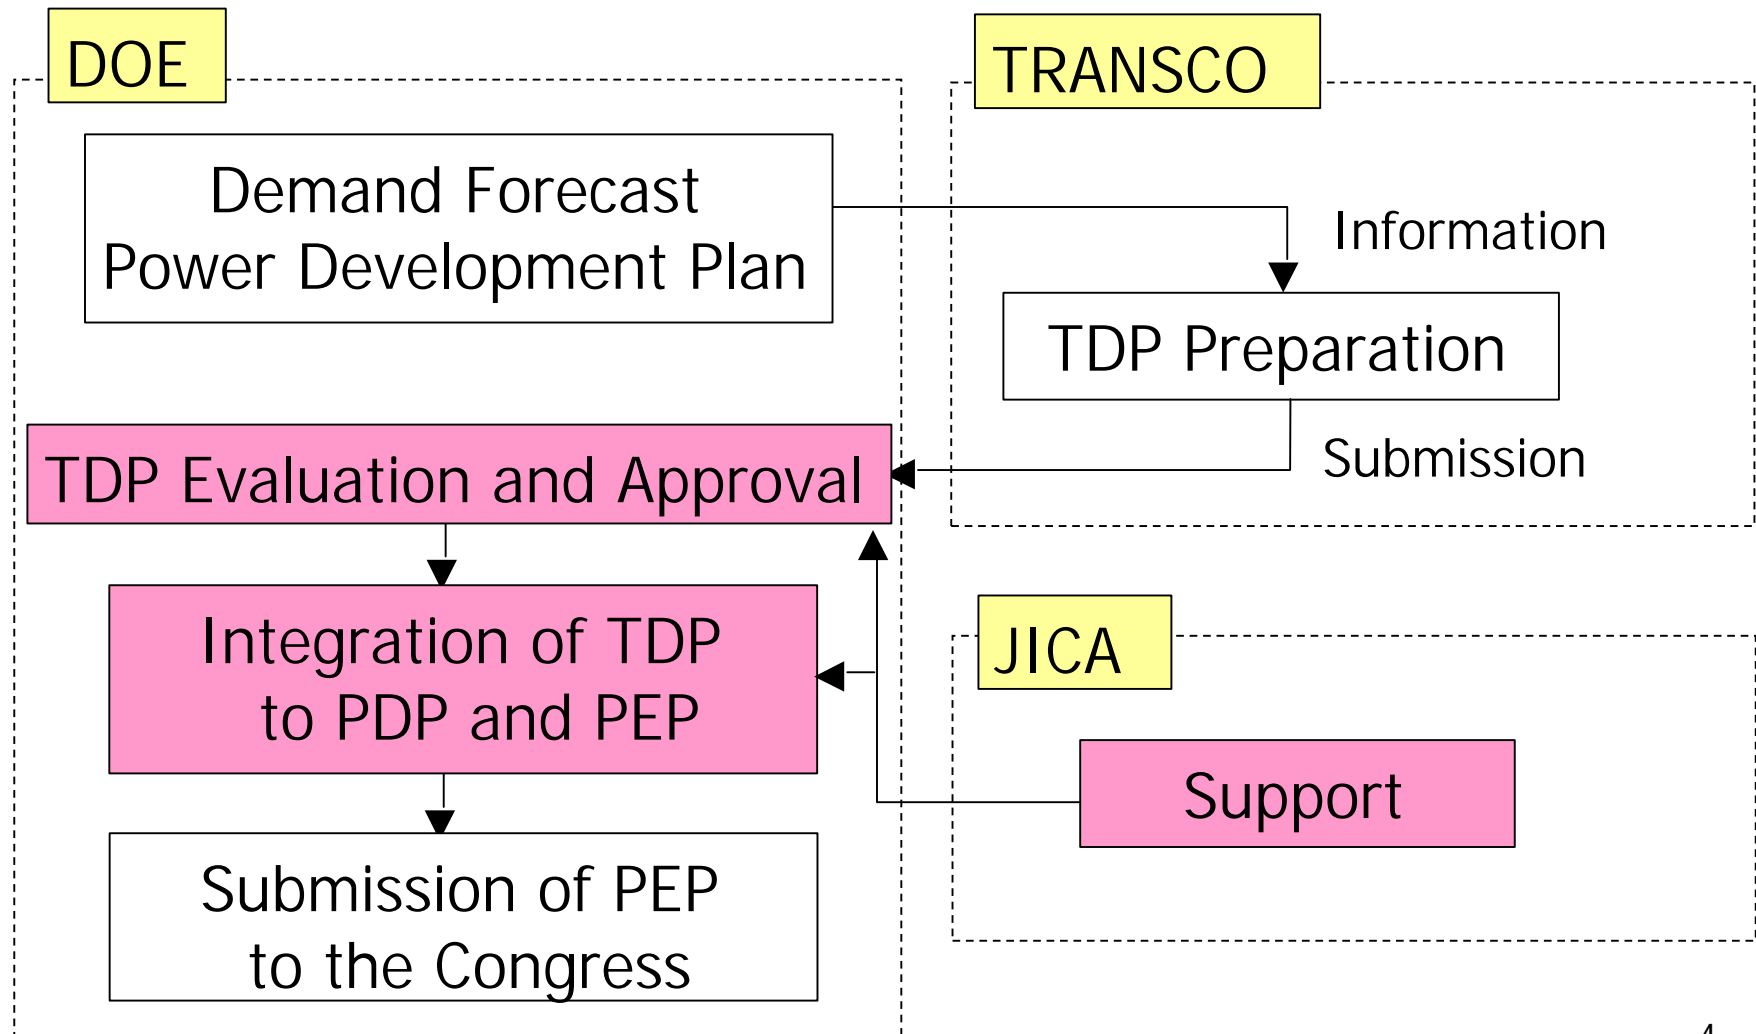 DOE
TRANSCO
Demand Forecast
Power Development Plan
Information
TDP Preparation
Submission
TDP Evaluation and Approval
Integration of TDP
to PDP and PEP
JICA
Support
Submission of PEP
to the Congress